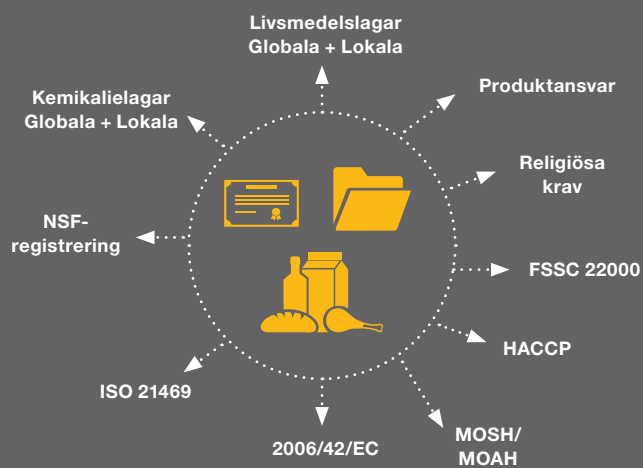 Livsmedelslagar
Globala + Lokala
Produktansvar
Religiösa
krav
FSSC 22000
HACCP
MOSH/
MOAH
2006/42/EC
ISO 21469
NSF-
registrering
Kemikalielagar
Globala + Lokala